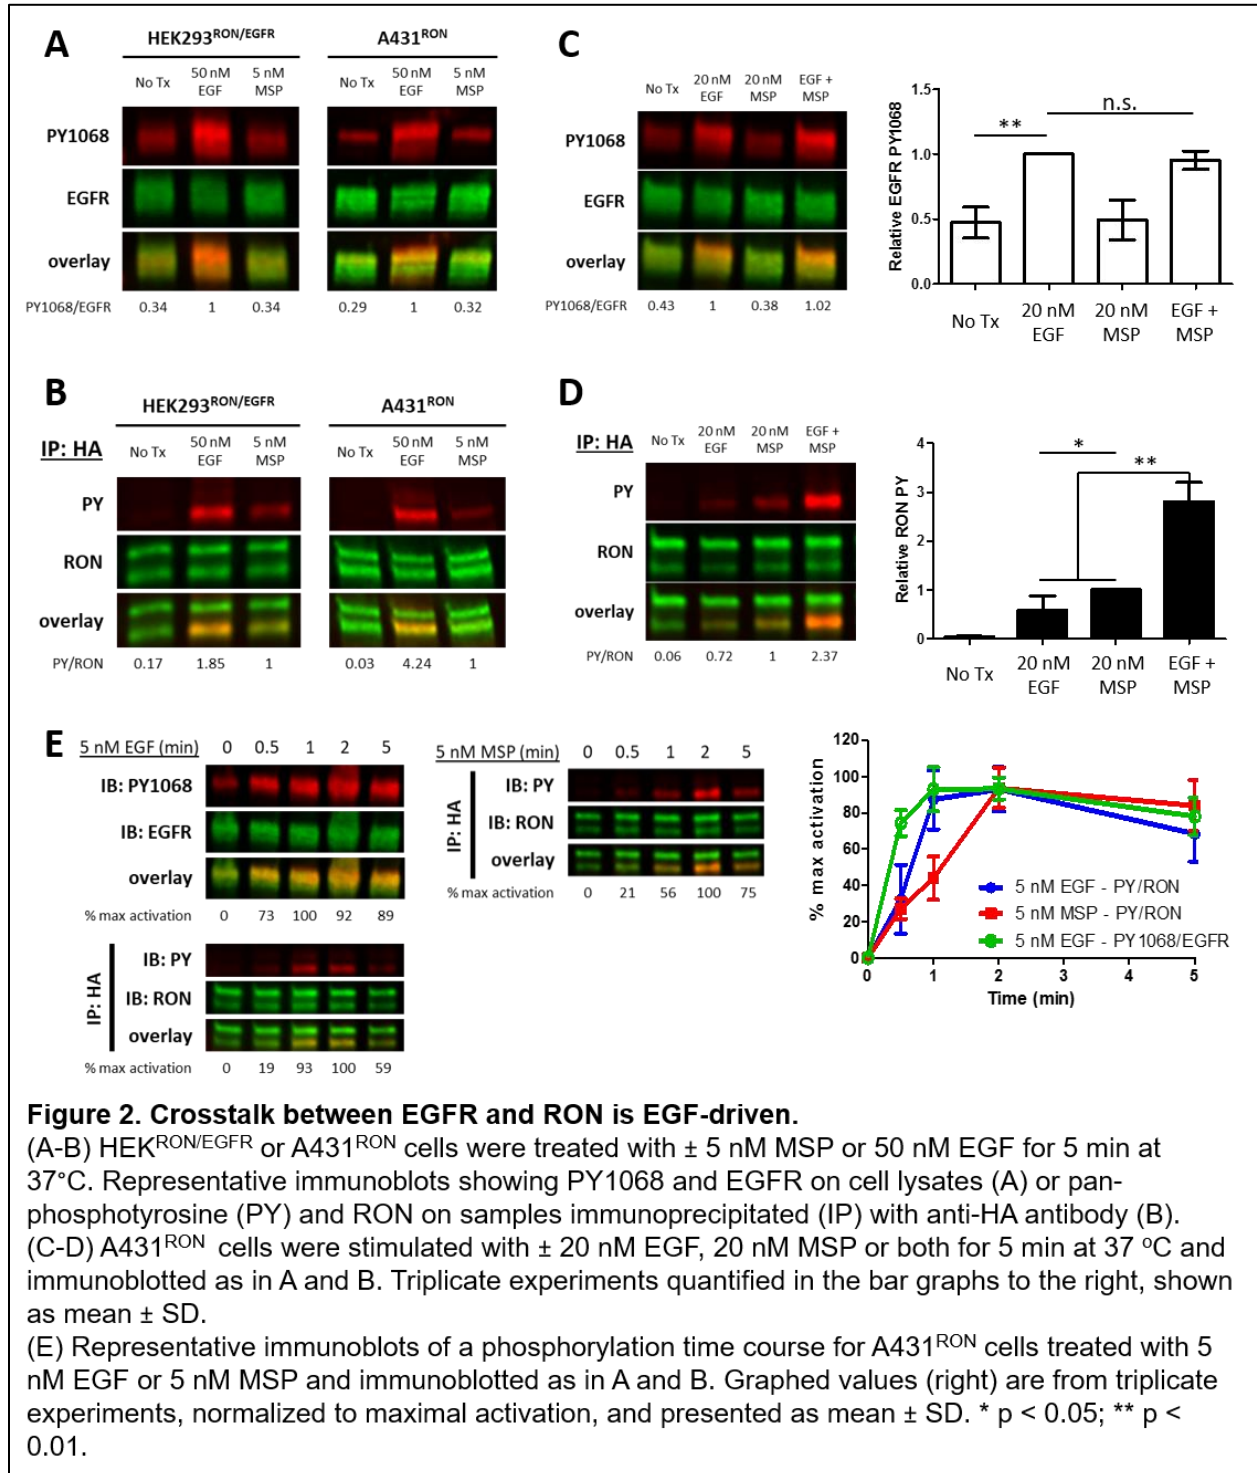 A
HEK293RON/EGFR
A431RON
No Tx
50 nM
EGF
5 nM
MSP
No Tx
50 nM
EGF
5 nM
MSP
PY1068
EGFR
overlay
PY1068/EGFR 0.34 1 0.34 0.29 1 0.32
C
No Tx
20 nM
EGF
20 nM
MSP
EGF +
MSP
PY1068
EGFR
overlay
0.43 1 0.38 1.02
Relative EGFR PY1068
1.5
1.0
0.5
0.0
**
n.s.
No Tx
20 nM
EGF
20 nM
MSP
EGF +
MSP
B
HEK293RON/EGFR
A431RON
IP: HA
No Tx
50 nM
EGF
5 nM
MSP
No Tx
50 nM
EGF
5 nM
MSP
PY
RON
overlay
PY/RON 0.17 1.85 1 0.03 4.24 1
D
IP: HA
No Tx
20 nM
EGF
20 nM
MSP
EGF +
MSP
PY
RON
overlay
PY/RON 0.06 0.72 1 2.37
Relative RON PY
4
3
2
1
0
*
**
No Tx
20 nM
EGF
20 nM
MSP
EGF +
MSP
E
5 nM EGF (min) 0 0.5 1 2 5
IB: PY1068
IB: EGFR
overlay
% max activation 0 73 100 92 89
IP: HA
IB: PY
IB: RON
overlay
% max activation 0 19 93 100 59
5 nM MSP (min) 0 0.5 1 2 5
IP: HA
IB: PY
IB: RON
overlay
% max activation 0 21 56 100 75
% max activation
120
100
80
60
40
20
0
0 1 2 3 4 5
Time (min)
5 nM EGF - PY/RON
5 nM MSP - PY/RON
5 nM EGF - PY1068/EGFR
Figure 2. Crosstalk between EGFR and RON is EGF-driven.
(A-B) HEKRON/EGFR or A431RON cells were treated with ± 5 nM MSP or 50 nM EGF for 5 min at
37°C. Representative immunoblots showing PY1068 and EGFR on cell lysates (A) or pan-
phosphotyrosine (PY) and RON on samples immunoprecipitated (IP) with anti-HA antibody (B).
(C-D) A431RON cells were stimulated with ± 20 nM EGF, 20 nM MSP or both for 5 min at 37 ºC and
immunoblotted as in A and B. Triplicate experiments quantified in the bar graphs to the right, shown
as mean ± SD.
(E) Representative immunoblots of a phosphorylation time course for A431RON cells treated with 5
nM EGF or 5 nM MSP and immunoblotted as in A and B. Graphed values (right) are from triplicate
experiments, normalized to maximal activation, and presented as mean ± SD. * p < 0.05; ** p <
0.01.